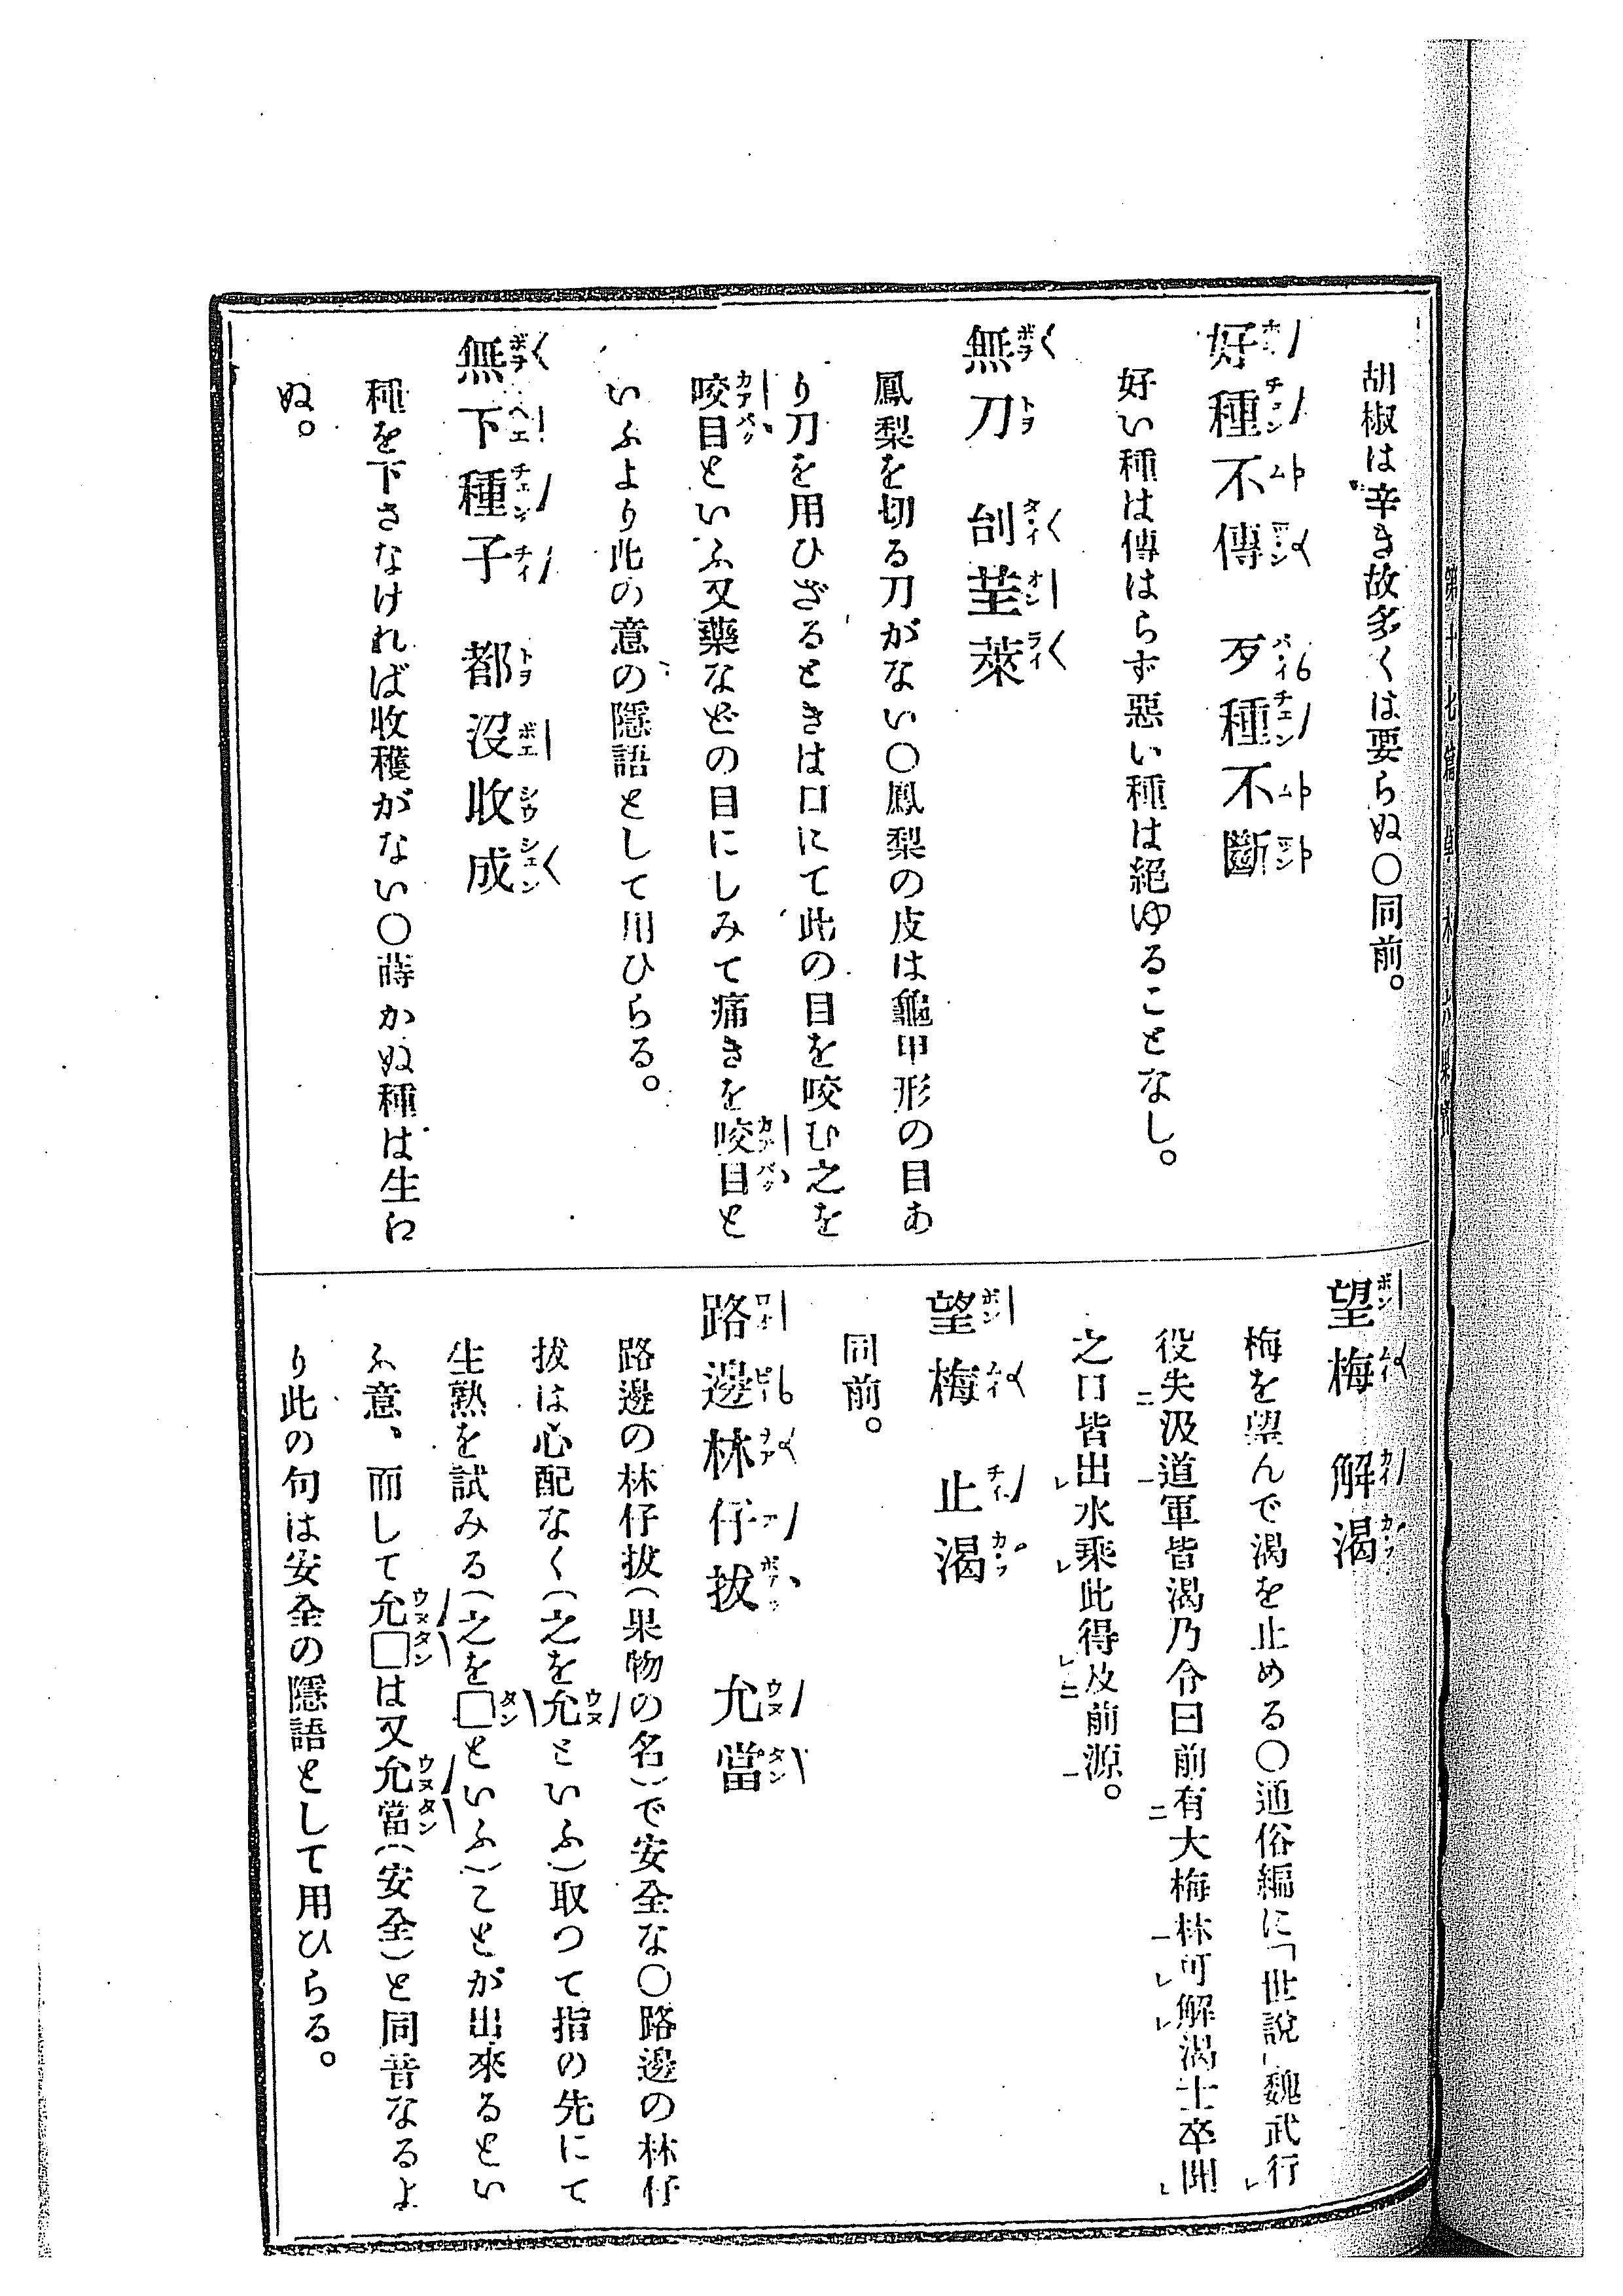 胡椒は辛き故多くは要らぬ〇同前。
好種不傳　歹種不斷
好い種は傳はらず惡い種は絕ゆることなし。
無刀　刣莖萊
鳳梨を切る刀がない〇鳳梨の皮は龜甲形の目あ
り刀を用ひざるときは口にて此の目を咬む之を
咬目といふ又藥などの目にしみて痛きを咬目と
いふより此の意の隱語として用ひらる。
無下種子　都沒收成
種を下さなければ收穫がない〇蒔かぬ種は生え
ぬ。
望梅　解渴
梅を望んで渴を止める〇通俗編に「世說」魏武行
役失汲道軍皆渴乃令曰前有大梅林可解渴士卒聞
之口皆出水乘此得及前源。
望梅　止渴
同前。
路邊林仔拔　允當
路邊の林仔拔(果物の名)で安全な〇路邊の林仔
拔は心配なく(之を允といふ)取つて指の先にて
生熟を試みる(之を□といふ)ことが出來るとい
ふ意、而して允□は又允當(安全)と同音なるよ
り此の句は安全の隱語として用ひらる。